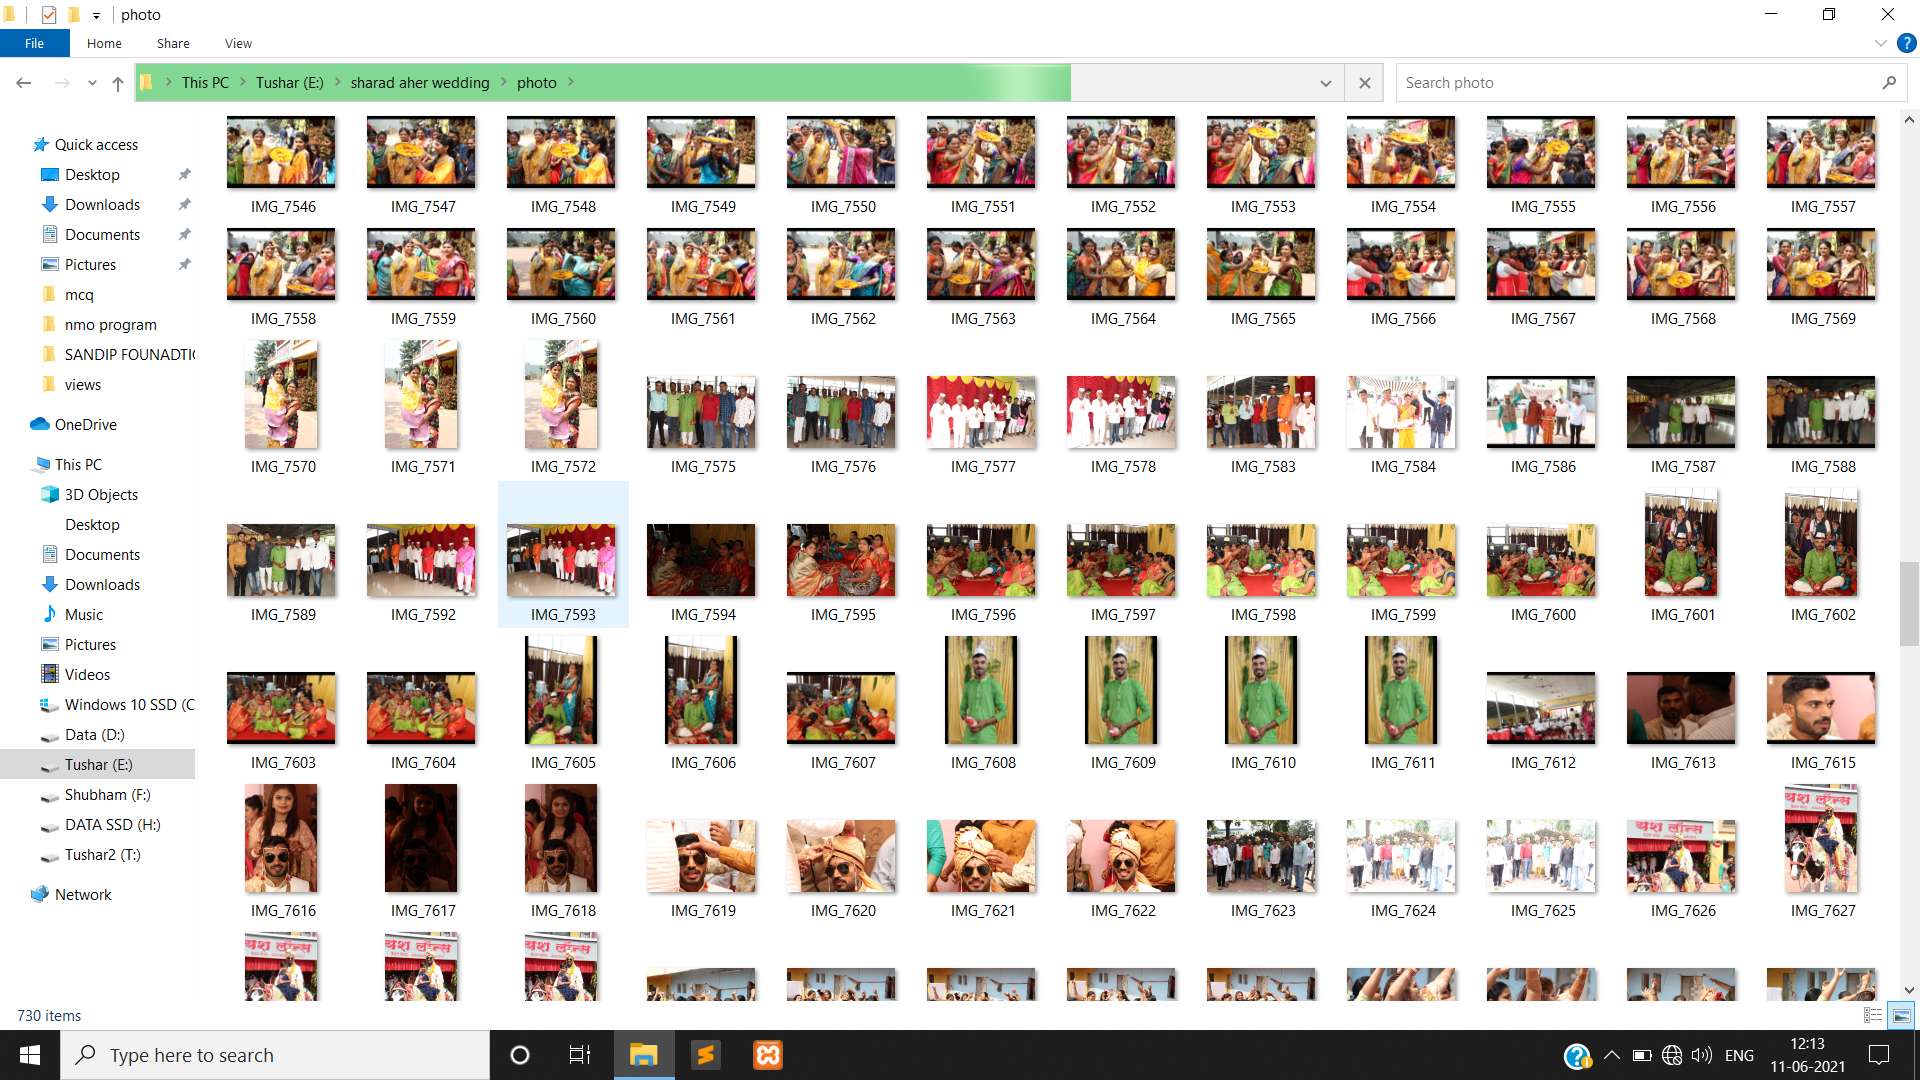 photo
File Home Share View
This PC Tushar (E:) sharad aher wedding photo
Search photo
Quick access
Desktop
Downloads
Documents
Pictures
mcq
nmo program
SANDIP FOUNADTI
views
OneDrive
This PC
3D Objects
Desktop
Documents
Downloads
Music
Pictures
Videos
Windows 10 SSD (C
Data (D:)
Tushar (E:)
Shubham (F:)
DATA SSD (H:)
Tushar2 (T:)
Network
IMG_7546 IMG_7547 IMG_7548 IMG_7549 IMG_7550 IMG_7551 IMG_7552 IMG_7553 IMG_7554 IMG_7555 IMG_7556 IMG_7557
IMG_7558 IMG_7559 IMG_7560 IMG_7561 IMG_7562 IMG_7563 IMG_7564 IMG_7565 IMG_7566 IMG_7567 IMG_7568 IMG_7569
IMG_7570 IMG_7571 IMG_7572 IMG_7575 IMG_7576 IMG_7577 IMG_7578 IMG_7583 IMG_7584 IMG_7586 IMG_7587 IMG_7588
IMG_7589 IMG_7592 IMG_7593 IMG_7594 IMG_7595 IMG_7596 IMG_7597 IMG_7598 IMG_7599 IMG_7600 IMG_7601 IMG_7602
IMG_7603 IMG_7604 IMG_7605 IMG_7606 IMG_7607 IMG_7608 IMG_7609 IMG_7610 IMG_7611 IMG_7612 IMG_7613 IMG_7615
यश लॉन्स
यश लॉन्स
IMG_7616 IMG_7617 IMG_7618 IMG_7619 IMG_7620 IMG_7621 IMG_7622 IMG_7623 IMG_7624 IMG_7625 IMG_7626 IMG_7627
यश लॉन्स यश लॉन्स यश लॉन्स
730 items
Type here to search
ENG
12:13
11-06-2021